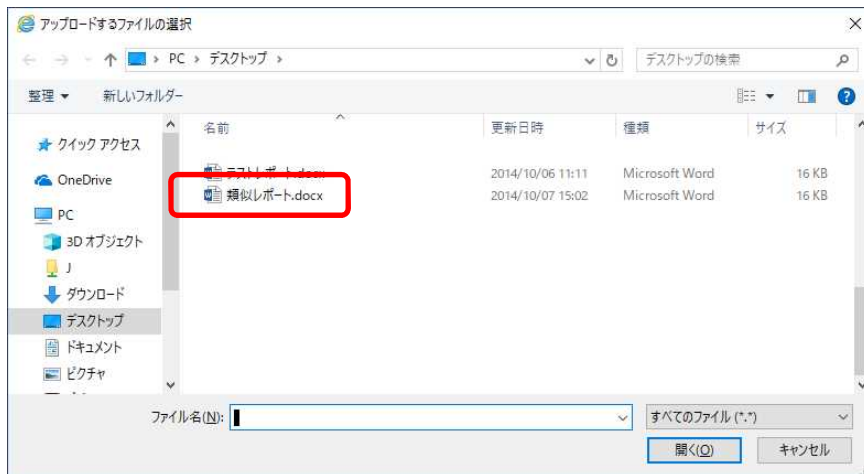 アップロードするファイルの選択
PC > デスクトップ >
デスクトップの検索
整理
新しいフォルダー
名前 更新日時 種類 サイズ
クイック アクセス
OneDrive
PC
3D オブジェクト
J
ダウンロード
デスクトップ
ドキュメント
ピクチャ
テストレポート.docx 2014/10/06 11:11 Microsoft Word 16 KB
類似レポート.docx 2014/10/07 15:02 Microsoft Word 16 KB
ファイル名(N):
すべてのファイル (*.*)
開く(O)
キャンセル